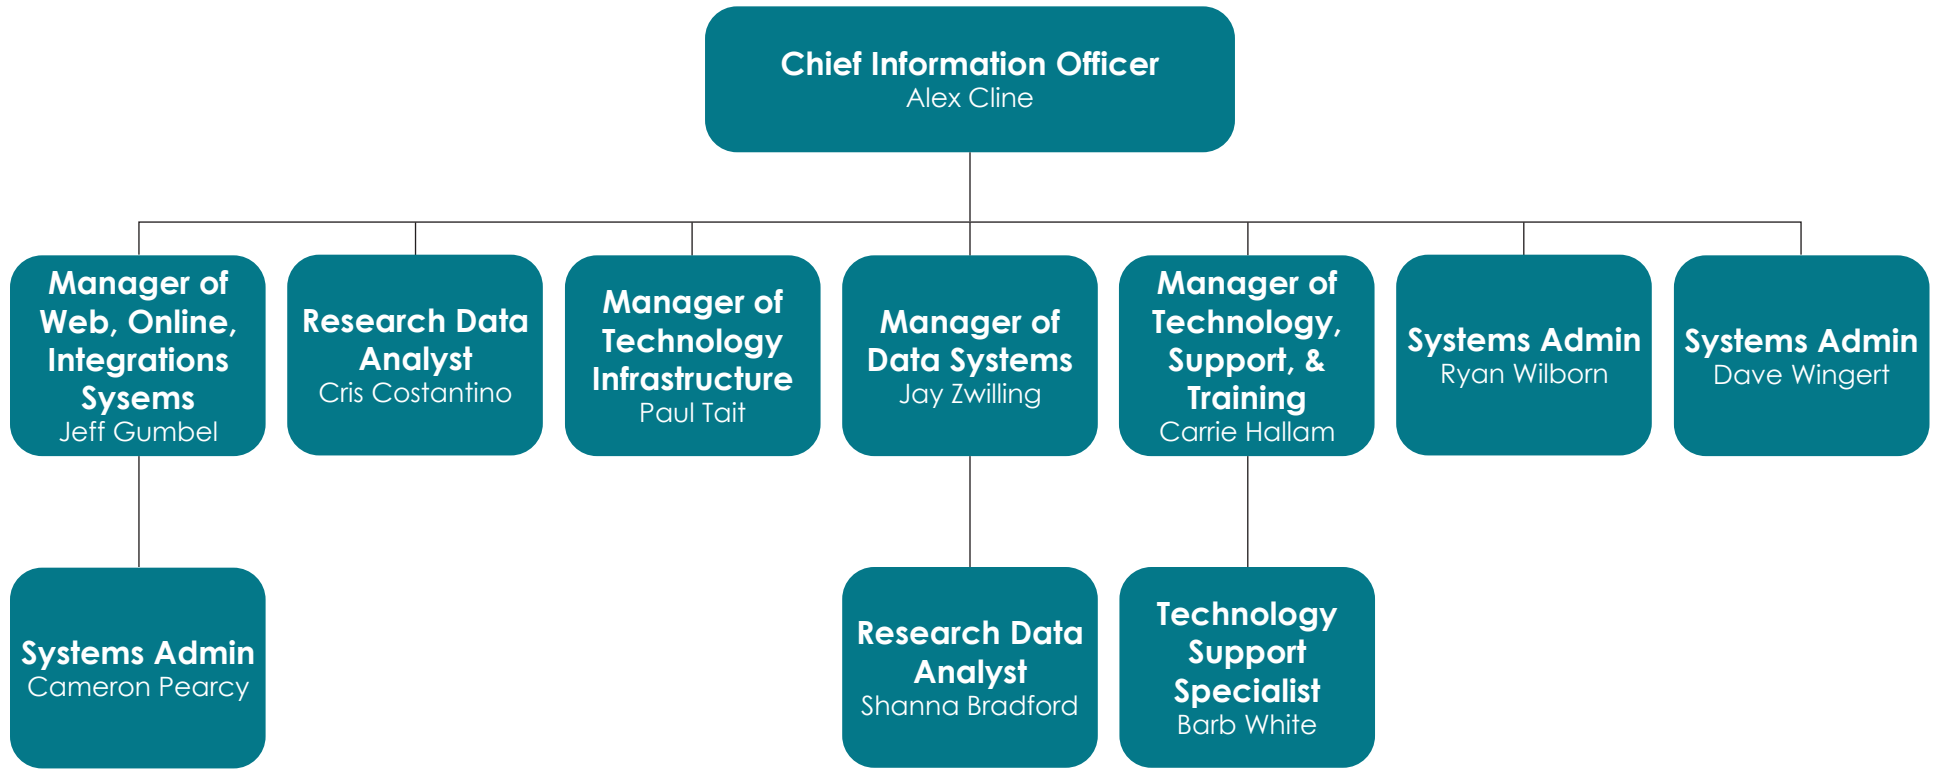 Chief Information Officer
Alex Cline
Manager of
Web, Online,
Integrations
Sysems
Jeff Gumbel
Research Data
Analyst
Cris Costantino
Manager of
Technology
Infrastructure
Paul Tait
Manager of
Data Systems
Jay Zwilling
Manager of
Technology,
Support, &
Training
Carrie Hallam
Systems Admin
Ryan Wilborn
Systems Admin
Dave Wingert
Systems Admin
Cameron Pearcy
Research Data
Analyst
Shanna Bradford
Technology
Support
Specialist
Barb White